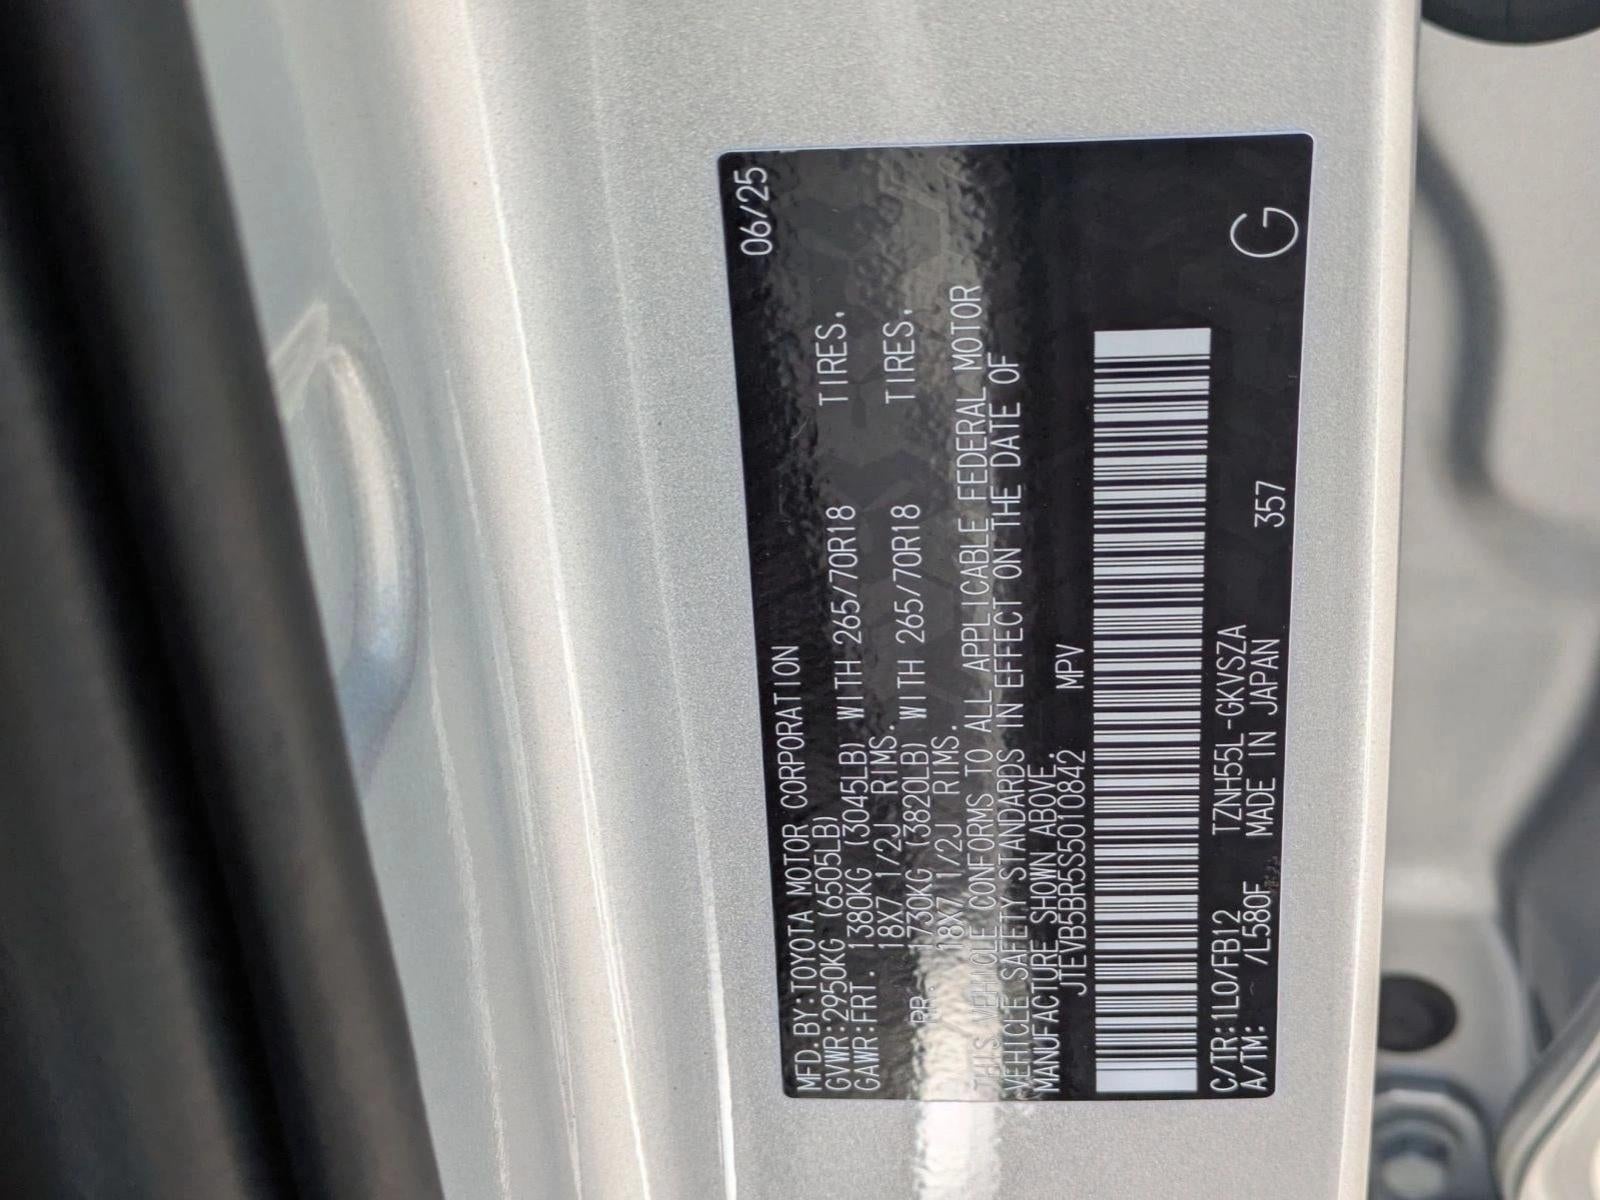 MFD.BY:TOYOTA MOTOR CORPORATION 06/25
GVWR:2950KG (6505LB)
GAWR:FRT. 1380KG (3045LB) WITH 265/70R18 TIRES,
18X7 1/2J RIMS.
RR. 1730KG (3820LB) WITH 265/70R18 TIRES,
18X7 1/2J RIMS.
THIS VEHICLE CONFORMS TO ALL APPLICABLE FEDERAL MOTOR
VEHICLE SAFETY STANDARDS IN EFFECT ON THE DATE OF
MANUFACTURE SHOWN ABOVE.
JTEVB5BR5S5010842 MPV
C/TR:1L0/FB12 TZNH55L-GKVSZA
A/TM: /L580F MADE IN JAPAN 357 G